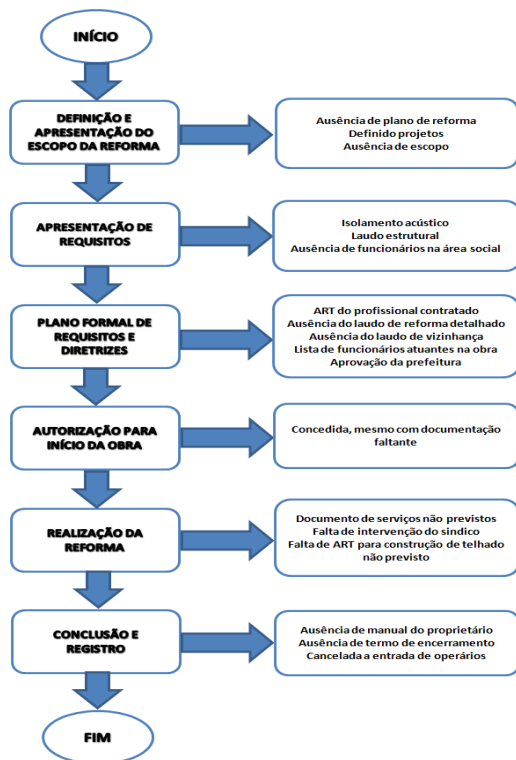 INÍCIO
DEFINIÇÃO E
APRESENTAÇÃO DO
ESCOPO DA REFORMA
Ausência de plano de reforma
Definido projetos
Ausência de escopo
APRESENTAÇÃO DE
REQUISITOS
Isolamento acústico
Laudo estrutural
Ausência de funcionários na área social
PLANO FORMAL DE
REQUISITOS E
DIRETRIZES
ART do profissional contratado
Ausência do laudo de reforma detalhado
Ausência do laudo de vizinhança
Lista de funcionários atuantes na obra
Aprovação da prefeitura
AUTORIZAÇÃO PARA
INÍCIO DA OBRA
Concedida, mesmo com documentação
faltante
REALIZAÇÃO DA
REFORMA
Documento de serviços não previstos
Falta de intervenção do sindico
Falta de ART para construção de telhado
não previsto
CONCLUSÃO E
REGISTRO
Ausência de manual do proprietário
Ausência de termo de encerramento
Cancelada a entrada de operários
FIM